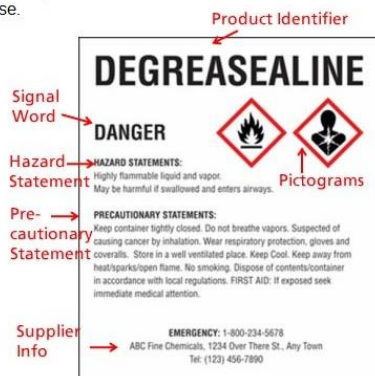 se.
Product Identifier
DEGREASEALINE
Signal
Word
DANGER
Hazard
Statement
HAZARD STATEMENTS:
Highly flammable liquid and vapor.
May be harmful if swallowed and enters airways.
Pictograms
Pre-
cautionary
Statement
PRECAUTIONARY STATEMENTS:
Keep container tightly closed. Do not breathe vapors. Suspected of
causing cancer by inhalation. Wear respiratory protection, gloves and
coveralls. Store in a well ventilated place. Keep Cool. Keep away from
heat/sparks/open flame. No smoking. Dispose of contents/container
in accordance with local regulations. FIRST AID: If exposed seek
immediate medical attention.
Supplier
Info
EMERGENCY: 1-800-234-5678
ABC Fine Chemicals, 1234 Over There St., Any Town
Tel: (123) 456-7890